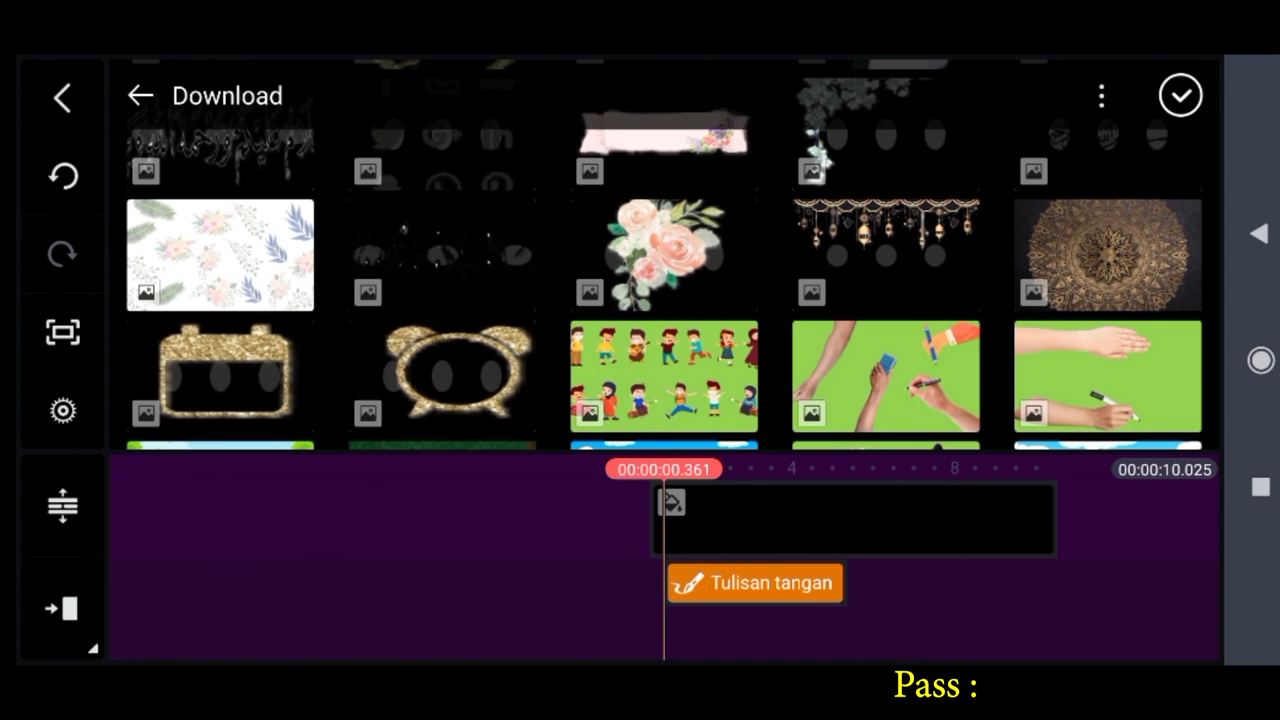 Download
00:00:00.361
4
8
00:00:10.025
Tulisan tangan
Pass :